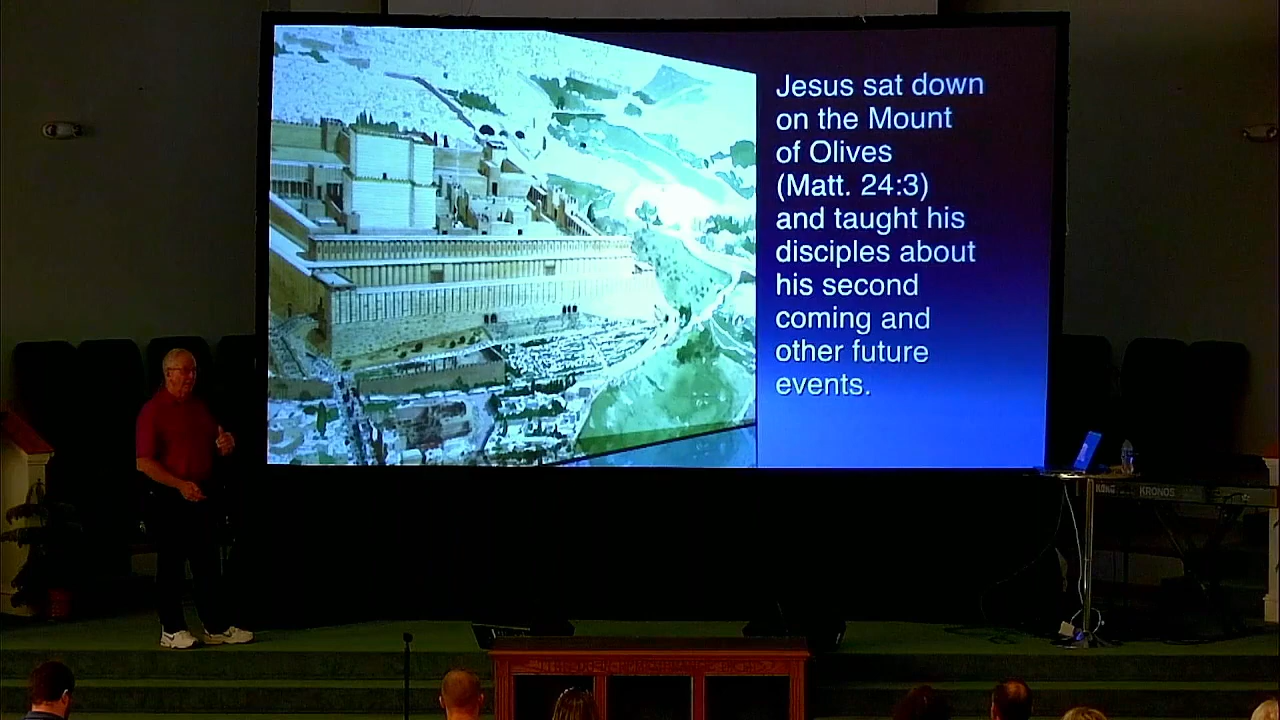 Jesus sat down
on the Mount
of Olives
(Matt. 24:3)
and taught his
disciples about
his second
coming and
other future
events.
KORG KRONOS